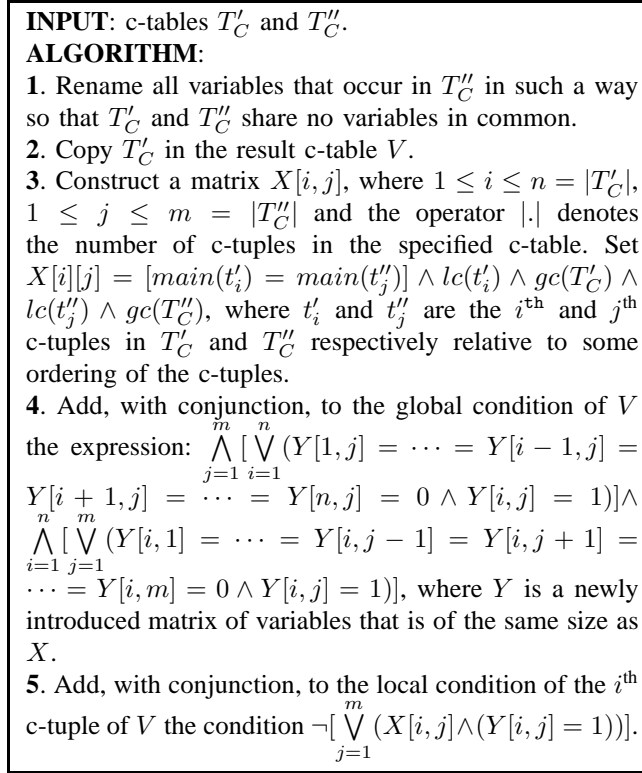 INPUT: c-tables T′_C and T″_C.
ALGORITHM:
1. Rename all variables that occur in T″_C in such a way
so that T′_C and T″_C share no variables in common.
2. Copy T′_C in the result c-table V.
3. Construct a matrix X[i, j], where 1 ≤ i ≤ n = |T′_C|,
1 ≤ j ≤ m = |T″_C| and the operator |.| denotes
the number of c-tuples in the specified c-table. Set
X[i][j] = [main(t′_i) = main(t″_j)] ∧ lc(t′_i) ∧ gc(T′_C) ∧
lc(t″_j) ∧ gc(T″_C), where t′_i and t″_j are the i^th and j^th
c-tuples in T′_C and T″_C respectively relative to some
ordering of the c-tuples.
4. Add, with conjunction, to the global condition of V
the expression: ⋀_{j=1}^{m} [ ⋁_{i=1}^{n} (Y[1, j] = ··· = Y[i − 1, j] =
Y[i + 1, j] = ··· = Y[n, j] = 0 ∧ Y[i, j] = 1)]∧
⋀_{i=1}^{n} [ ⋁_{j=1}^{m} (Y[i, 1] = ··· = Y[i, j − 1] = Y[i, j + 1] =
··· = Y[i, m] = 0 ∧ Y[i, j] = 1)], where Y is a newly
introduced matrix of variables that is of the same size as
X.
5. Add, with conjunction, to the local condition of the i^th
c-tuple of V the condition ¬[ ⋁_{j=1}^{m} (X[i, j]∧(Y[i, j] = 1))].